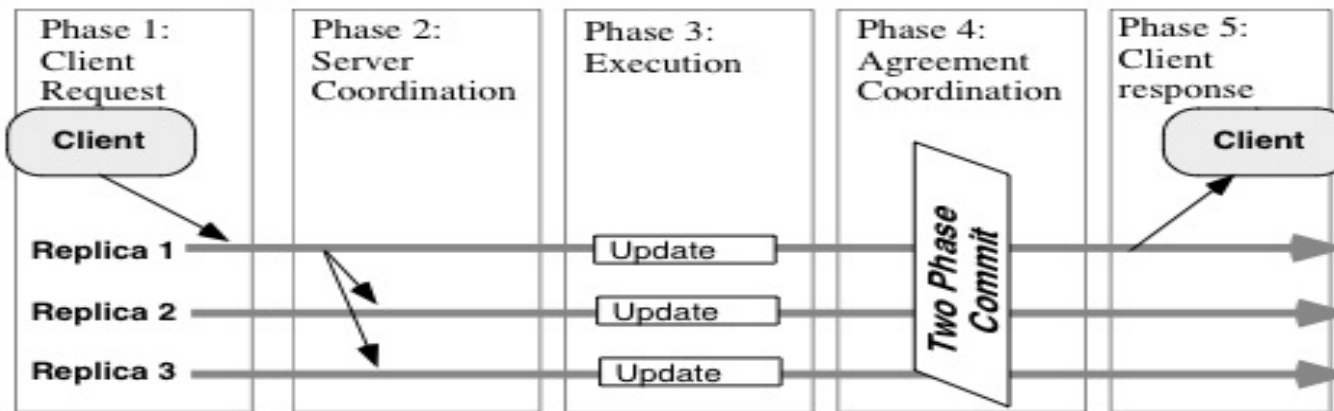 Phase 1:
Client
Request
Phase 2:
Server
Coordination
Phase 3:
Execution
Phase 4:
Agreement
Coordination
Phase 5:
Client
response
Client
Client
Replica 1
Update
Replica 2
Update
Replica 3
Update
Two Phase
Commit